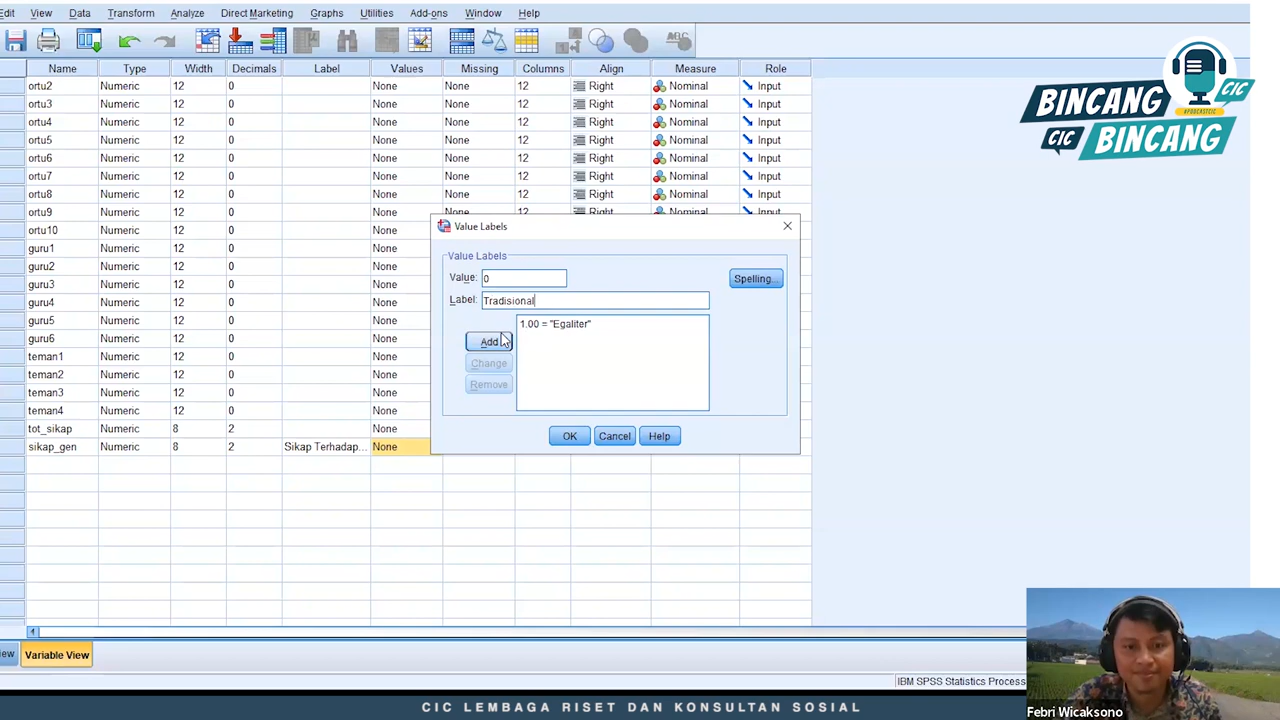 Edit View Data Transform Analyze Direct Marketing Graphs Utilities Add-ons Window Help
Name Type Width Decimals Label Values Missing Columns Align Measure Role
ortu2 Numeric 12 0 None None 12 Right Nominal Input
ortu3 Numeric 12 0 None None 12 Right Nominal Input
ortu4 Numeric 12 0 None None 12 Right Nominal Input
ortu5 Numeric 12 0 None None 12 Right Nominal Input
ortu6 Numeric 12 0 None None 12 Right Nominal Input
ortu7 Numeric 12 0 None None 12 Right Nominal Input
ortu8 Numeric 12 0 None None 12 Right Nominal Input
ortu9 Numeric 12 0 None None 12 Right Nominal Input
ortu10 Numeric 12 0 None
guru1 Numeric 12 0 None
guru2 Numeric 12 0 None
guru3 Numeric 12 0 None
guru4 Numeric 12 0 None
guru5 Numeric 12 0 None
guru6 Numeric 12 0 None
teman1 Numeric 12 0 None
teman2 Numeric 12 0 None
teman3 Numeric 12 0 None
teman4 Numeric 12 0 None
tot_sikap Numeric 8 2 None
sikap_gen Numeric 8 2 Sikap Terhadap... None
Value Labels
Value Labels
Value: 0
Spelling...
Label: Tradisional
1.00 = "Egaliter"
Add
Change
Remove
OK Cancel Help
Variable View
IBM SPSS Statistics Proces
BINCANG CIC
#PODCASTCIC
CIC BINCANG
Febri Wicaksono
CIC LEMBAGA RISET DAN KONSULTAN SOSIAL